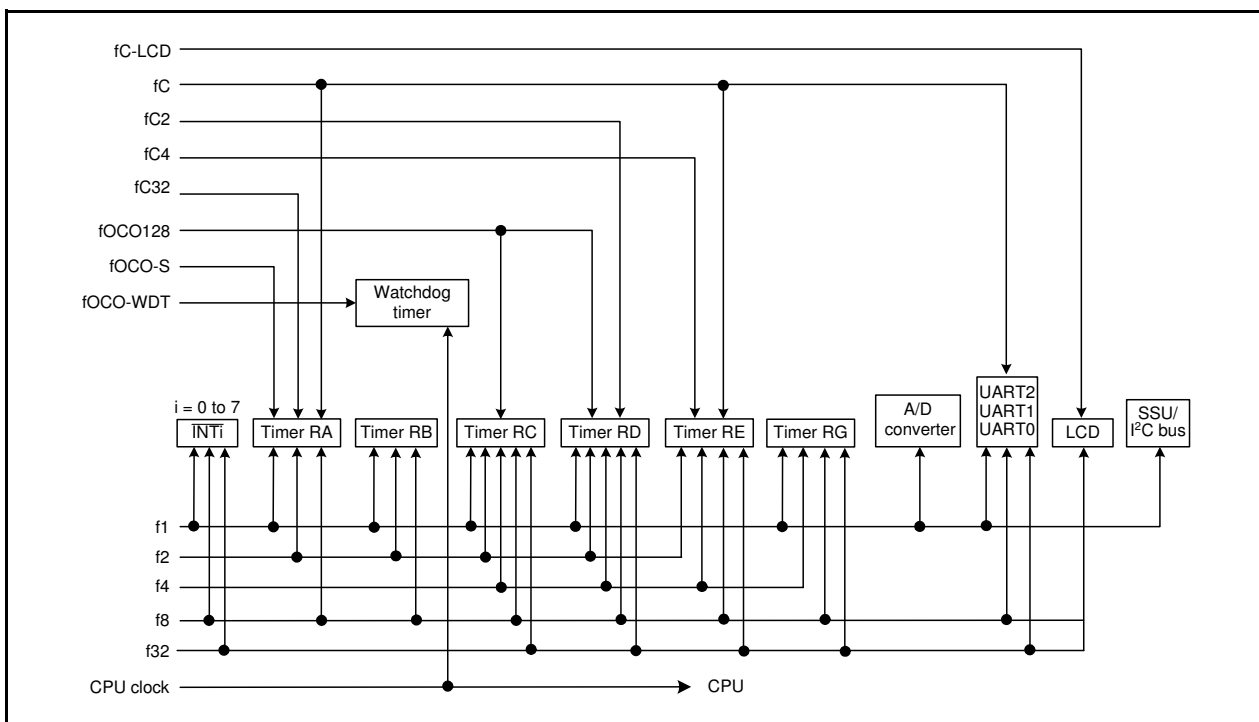 fC-LCD
fC
fC2
fC4
fC32
fOCO128
fOCO-S
fOCO-WDT
Watchdog
timer
i = 0 to 7
INTi
Timer RA
Timer RB
Timer RC
Timer RD
Timer RE
Timer RG
A/D
converter
UART2
UART1
UART0
LCD
SSU/
I²C bus
f1
f2
f4
f8
f32
CPU clock
CPU